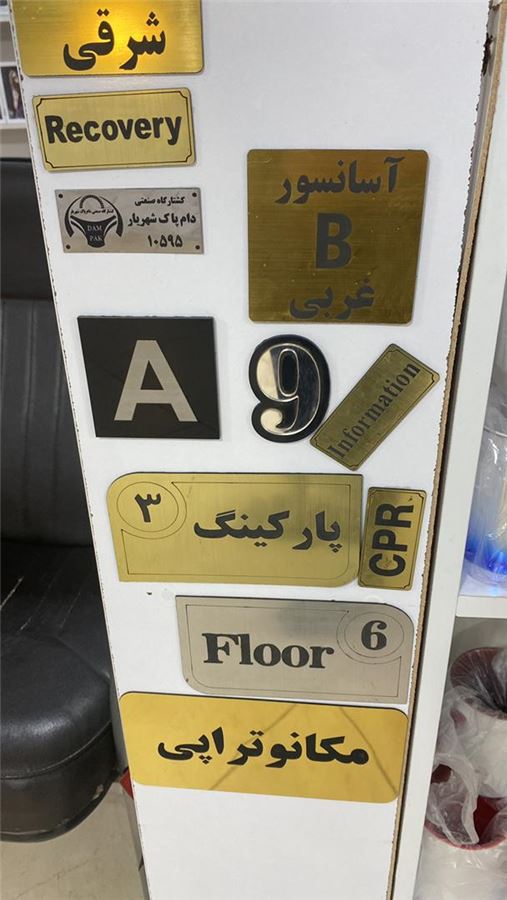 شرقی
Recovery
کشتارگاه صنعتی
دام پاک شهریار
۱۰۵۹۵
DAM
PAK
آسانسور
B
غربی
A
9
Information
۳
پارکینگ
CPR
6
Floor
مکانوتراپی